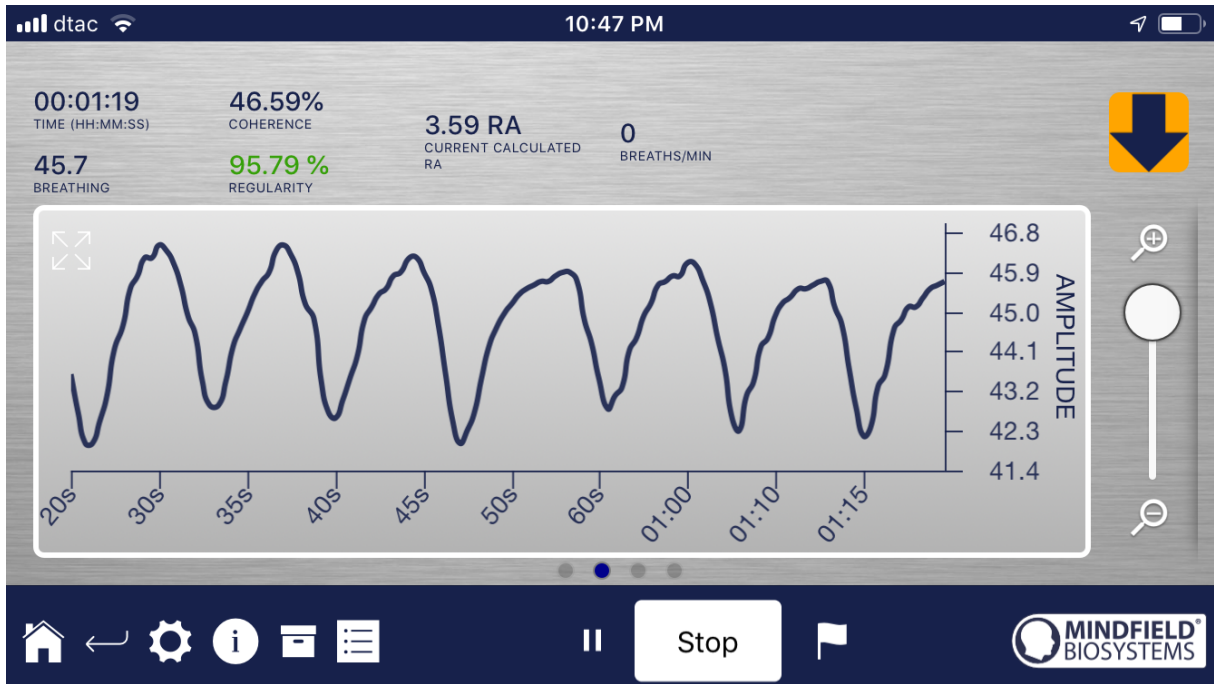 dtac
10:47 PM
00:01:19
TIME (HH:MM:SS)
46.59%
COHERENCE
3.59 RA
CURRENT CALCULATED
RA
0
BREATHS/MIN
45.7
BREATHING
95.79 %
REGULARITY
46.8
45.9
45.0
44.1
43.2
42.3
41.4
AMPLITUDE
20s
30s
35s
40s
45s
50s
60s
01:00
01:10
01:15
i
Stop
MINDFIELD®
BIOSYSTEMS